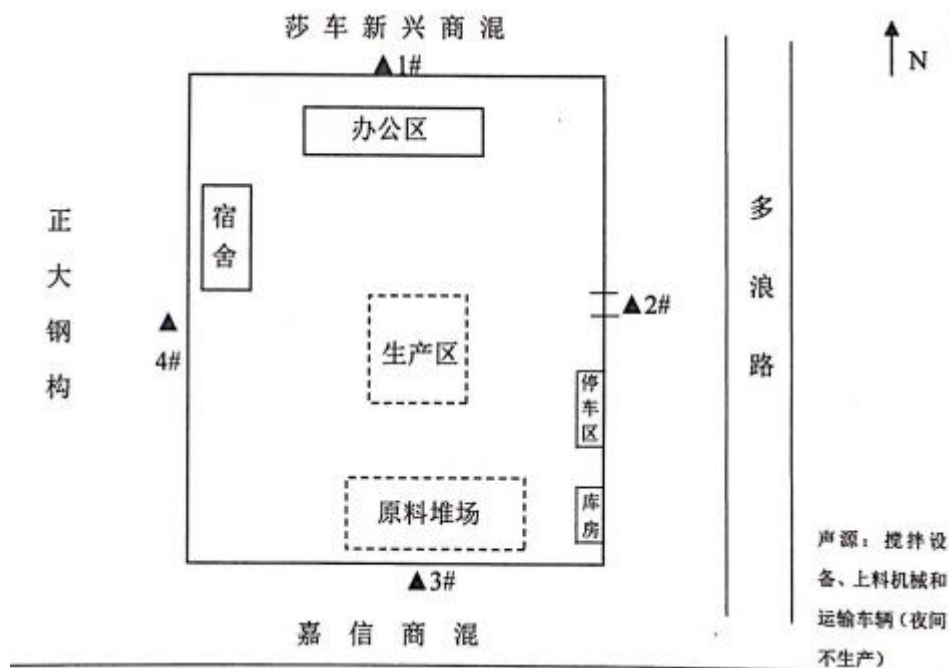 莎车新兴商混
▲1#
N
办公区
宿舍
正大钢构
多浪路
▲2#
▲
4#
生产区
停车区
原料堆场
库房
▲3#
嘉信商混
声源：搅拌设
备、上料机械和
运输车辆（夜间
不生产）